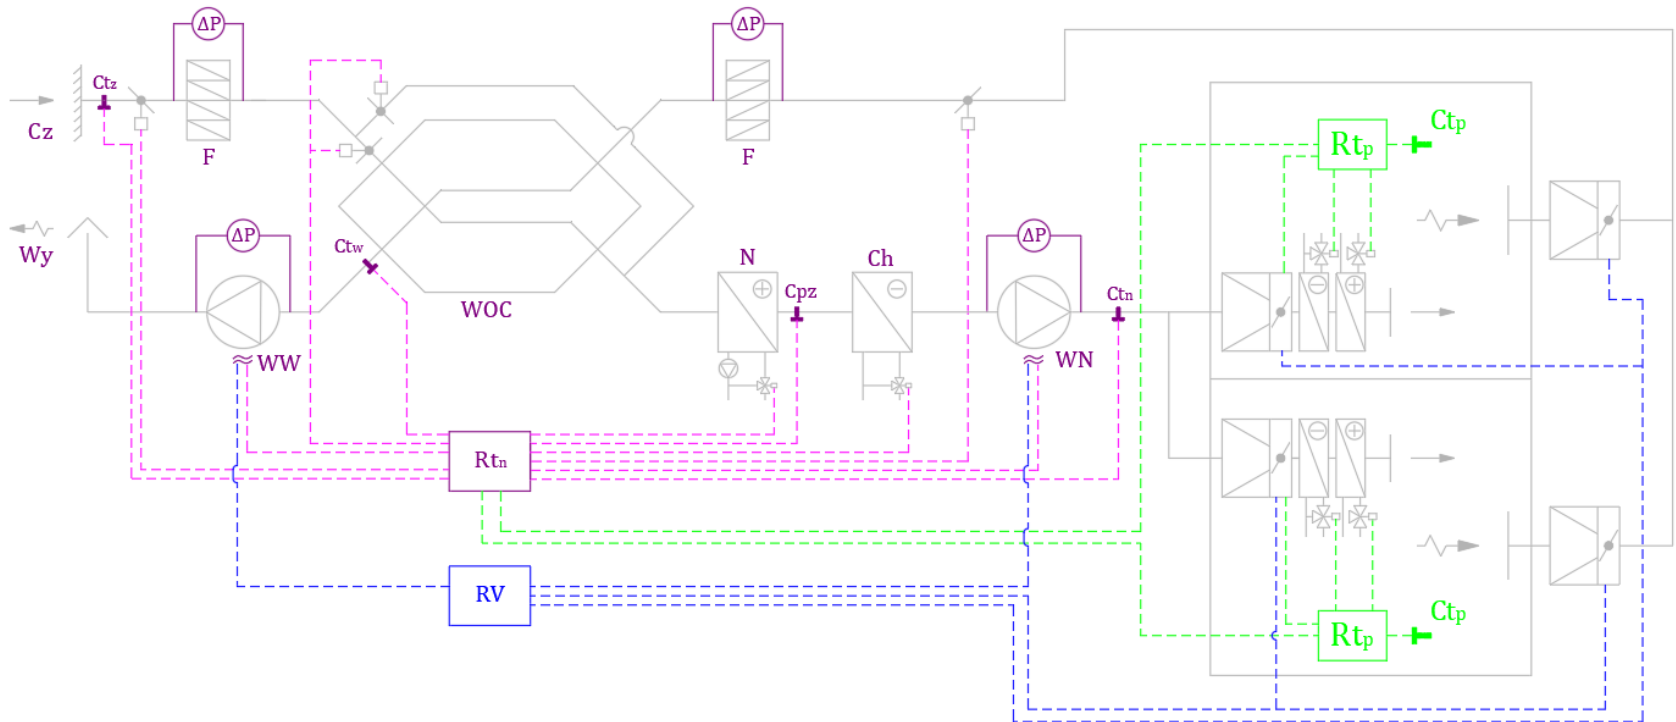 ΔP
ΔP
Ctz
Cz
F
F
Rtp
Ctp
Wy
ΔP
Ctw
WOC
N
Ch
ΔP
Cpz
Ctn
WW
WN
Rtn
RV
Rtp
Ctp